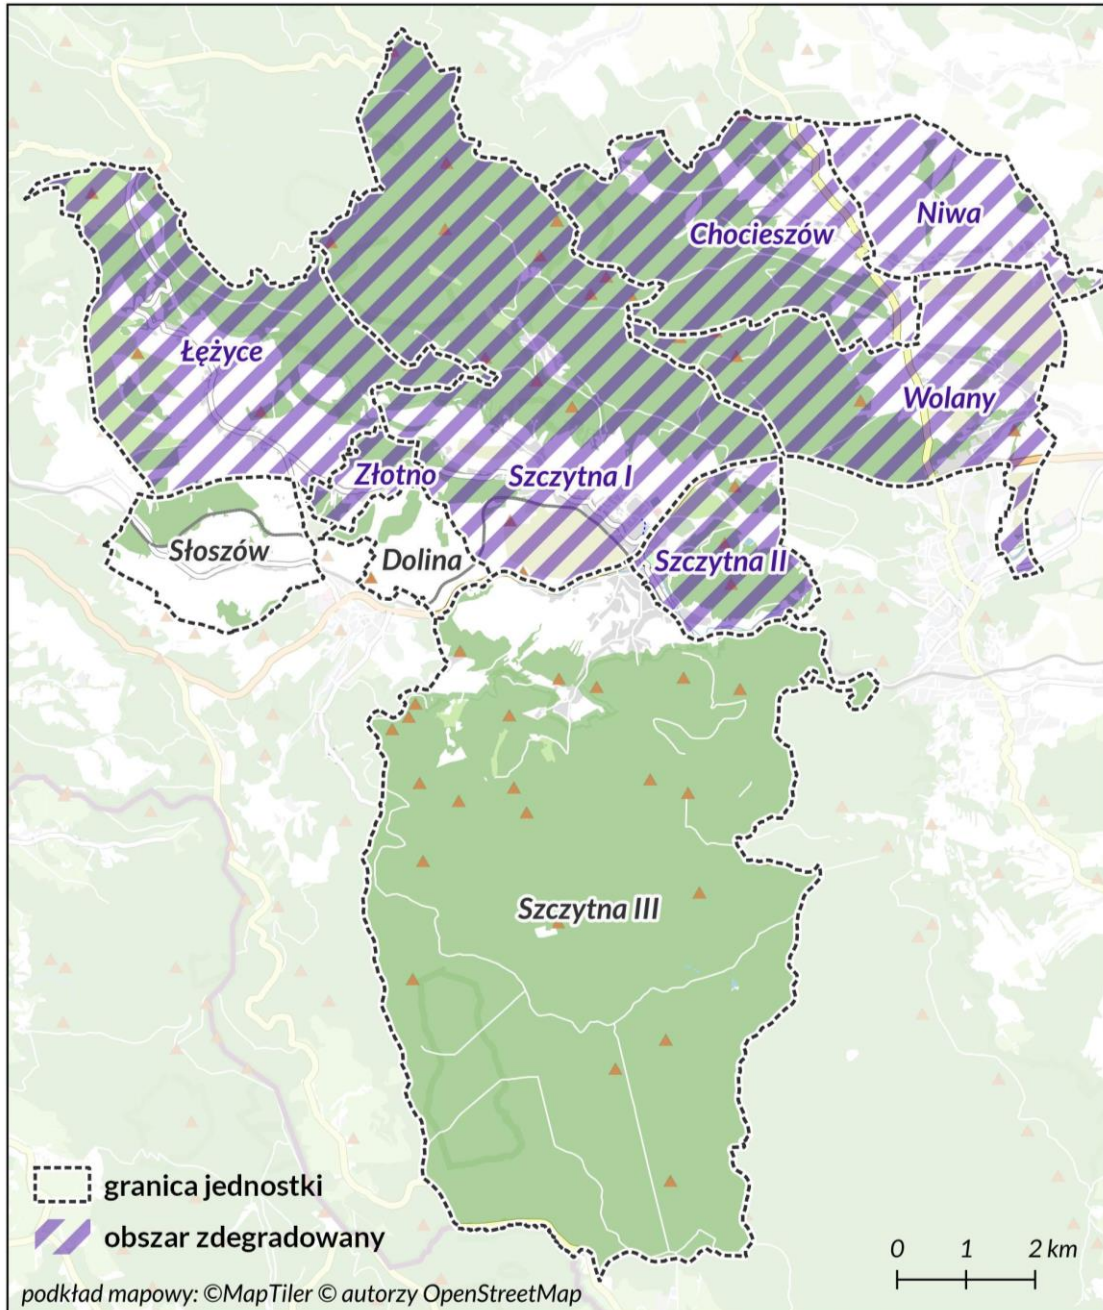 Niwa
Chocieszów
Łężyce
Wolany
Złotno
Szczytna I
Słoszów
Dolina
Szczytna II
Szczytna III
granica jednostki
obszar zdegradowany
0 1 2 km
podkład mapowy: ©MapTiler © autorzy OpenStreetMap